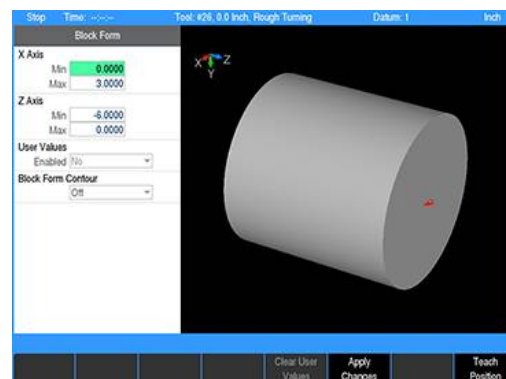 Stop Time: --:--:-- Tool: #26, 0.0 Inch, Rough Turning Datum: 1 Inch
Block Form
X Axis
Min 0.0000
Max 3.0000
Z Axis
Min -6.0000
Max 0.0000
User Values
Enabled No
Block Form Contour
Off
X Z
Y
Clear User Values
Apply Changes
Teach Position